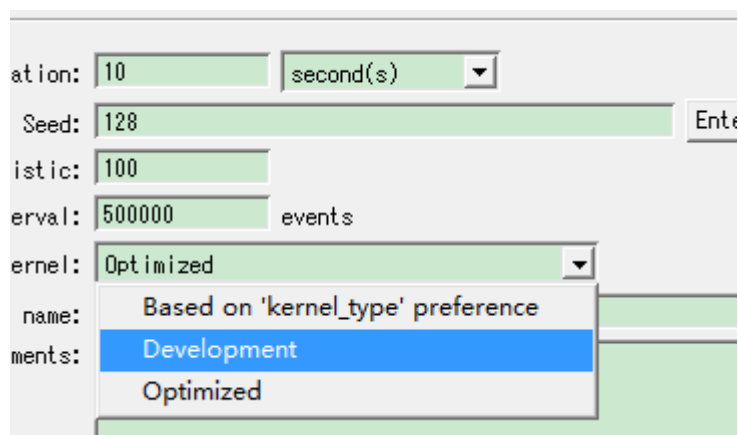 ation: 10 second(s)
Seed: 128 Ente
istic: 100
erval: 500000 events
ernel: Optimized
Based on 'kernel_type' preference
name:
Development
ments:
Optimized